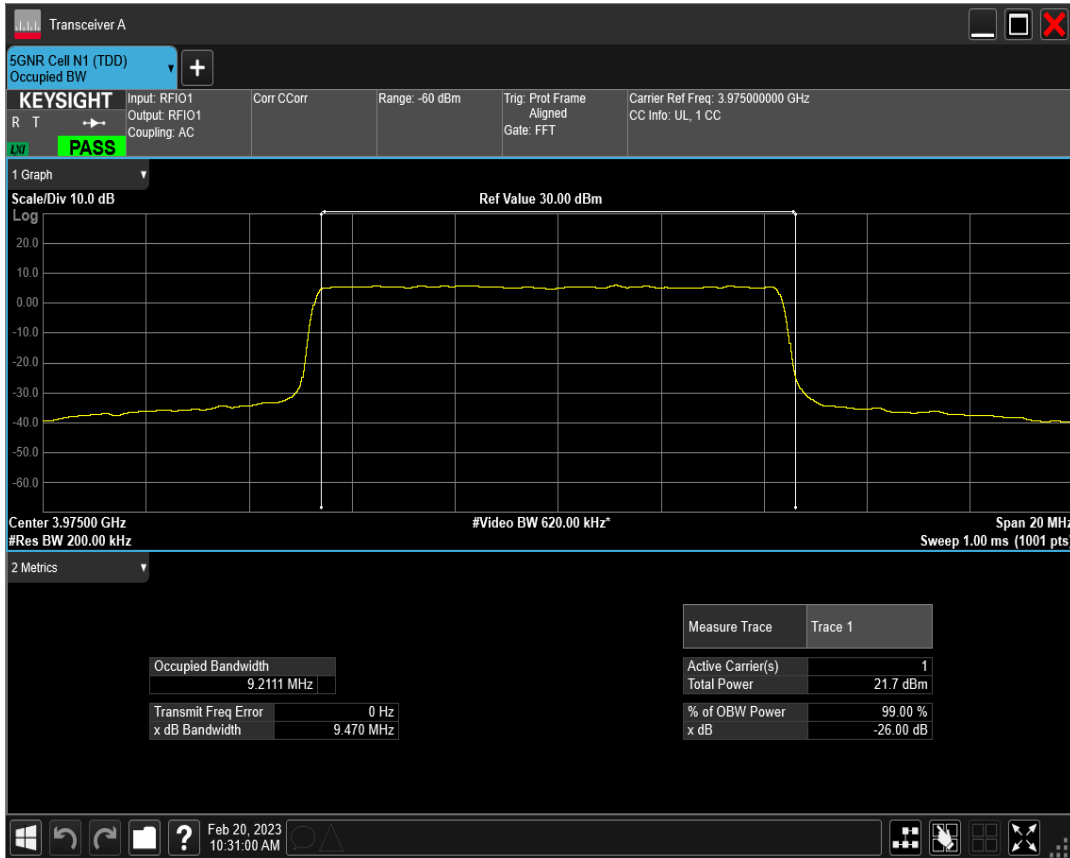 Transceiver A
5GNR Cell N1 (TDD)
Occupied BW
+
KEYSIGHT
R T
LXI
PASS
Input: RFIO1
Output: RFIO1
Coupling: AC
Corr CCorr
Range: -60 dBm
Trig: Prot Frame
Aligned
Gate: FFT
Carrier Ref Freq: 3.975000000 GHz
CC Info: UL, 1 CC
1 Graph
Scale/Div 10.0 dB
Ref Value 30.00 dBm
Log
20.0
10.0
0.00
-10.0
-20.0
-30.0
-40.0
-50.0
-60.0
Center 3.97500 GHz
#Video BW 620.00 kHz*
Span 20 MHz
#Res BW 200.00 kHz
Sweep 1.00 ms (1001 pts)
2 Metrics
Measure Trace Trace 1
Occupied Bandwidth
9.2111 MHz
Active Carrier(s) 1
Total Power 21.7 dBm
Transmit Freq Error 0 Hz
x dB Bandwidth 9.470 MHz
% of OBW Power 99.00 %
x dB -26.00 dB
?
Feb 20, 2023
10:31:00 AM